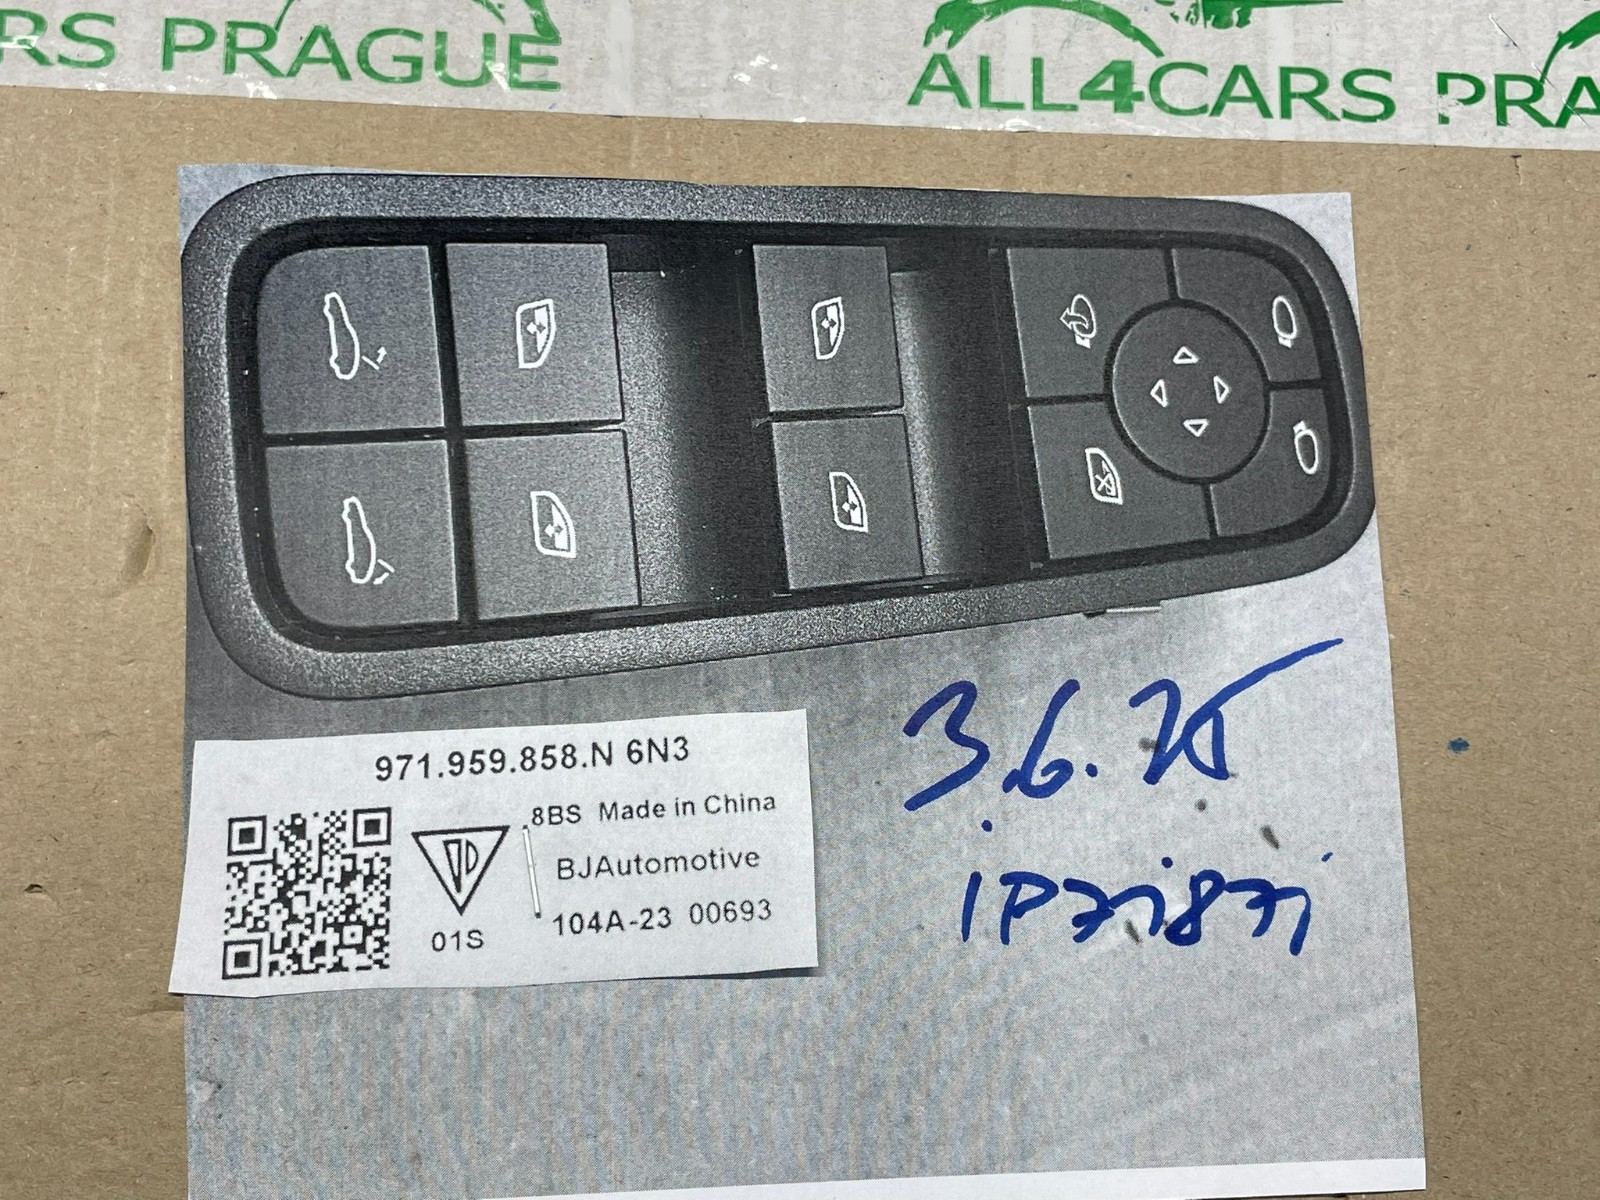 RS PRAGUE
ALL4CARS PRA
971.959.858.N 6N3
8BS Made in China
BJAutomotive
104A-23 00693
01S
3.6.25